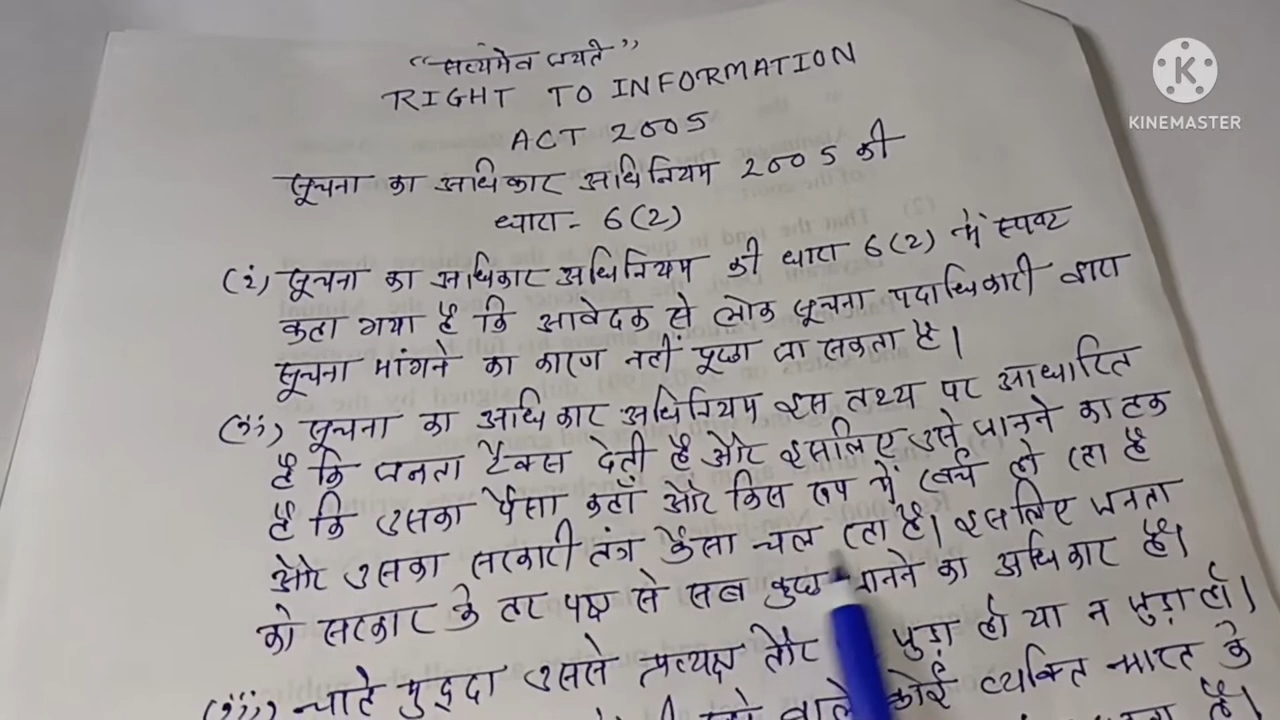 "सत्यमेव जयते"
RIGHT TO INFORMATION
ACT 2005
सूचना का अधिकार अधिनियम 2005 की
धारा - 6(2)
(i) सूचना का अधिकार अधिनियम की धारा 6(2) में स्पष्ट
कहा गया है कि आवेदक से लोक सूचना पदाधिकारी द्वारा
सूचना मांगने का कारण नहीं पूछा जा सकता है।
(ii) सूचना का अधिकार अधिनियम इस तथ्य पर आधारित
है कि जनता टैक्स देती है और इसलिए उसे जानने का हक
है कि उसका पैसा कहाँ और किस रूप में खर्च हो रहा है
और उसका सरकारी तंत्र कैसा चल रहा है। इसलिए जनता
को सरकार के हर पक्ष से सब कुछ जानने का अधिकार है।
चाहे मुद्दा उससे प्रत्यक्ष तौर जुड़ा हो या न जुड़ा हो।
(iii) वाले कोई व्यक्ति भारत के
है।
KINEMASTER